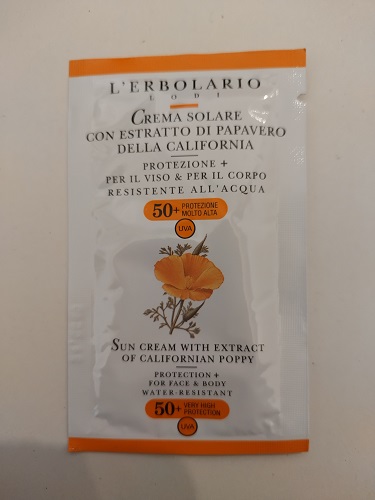 L'ERBOLARIO
LODI
CREMA SOLARE
CON ESTRATTO DI PAPAVERO
DELLA CALIFORNIA
PROTEZIONE +
PER IL VISO & PER IL CORPO
RESISTENTE ALL'ACQUA
50+ PROTEZIONE
MOLTO ALTA
UVA
SUN CREAM WITH EXTRACT
OF CALIFORNIAN POPPY
PROTECTION +
FOR FACE & BODY
WATER-RESISTANT
50+ VERY HIGH
PROTECTION
UVA